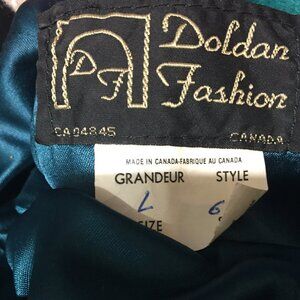 Doldan
D
F
Fashion
CA04845 CANADA
MADE IN CANADA-FABRIQUE AU CANADA
GRANDEUR STYLE
L 6
SIZE